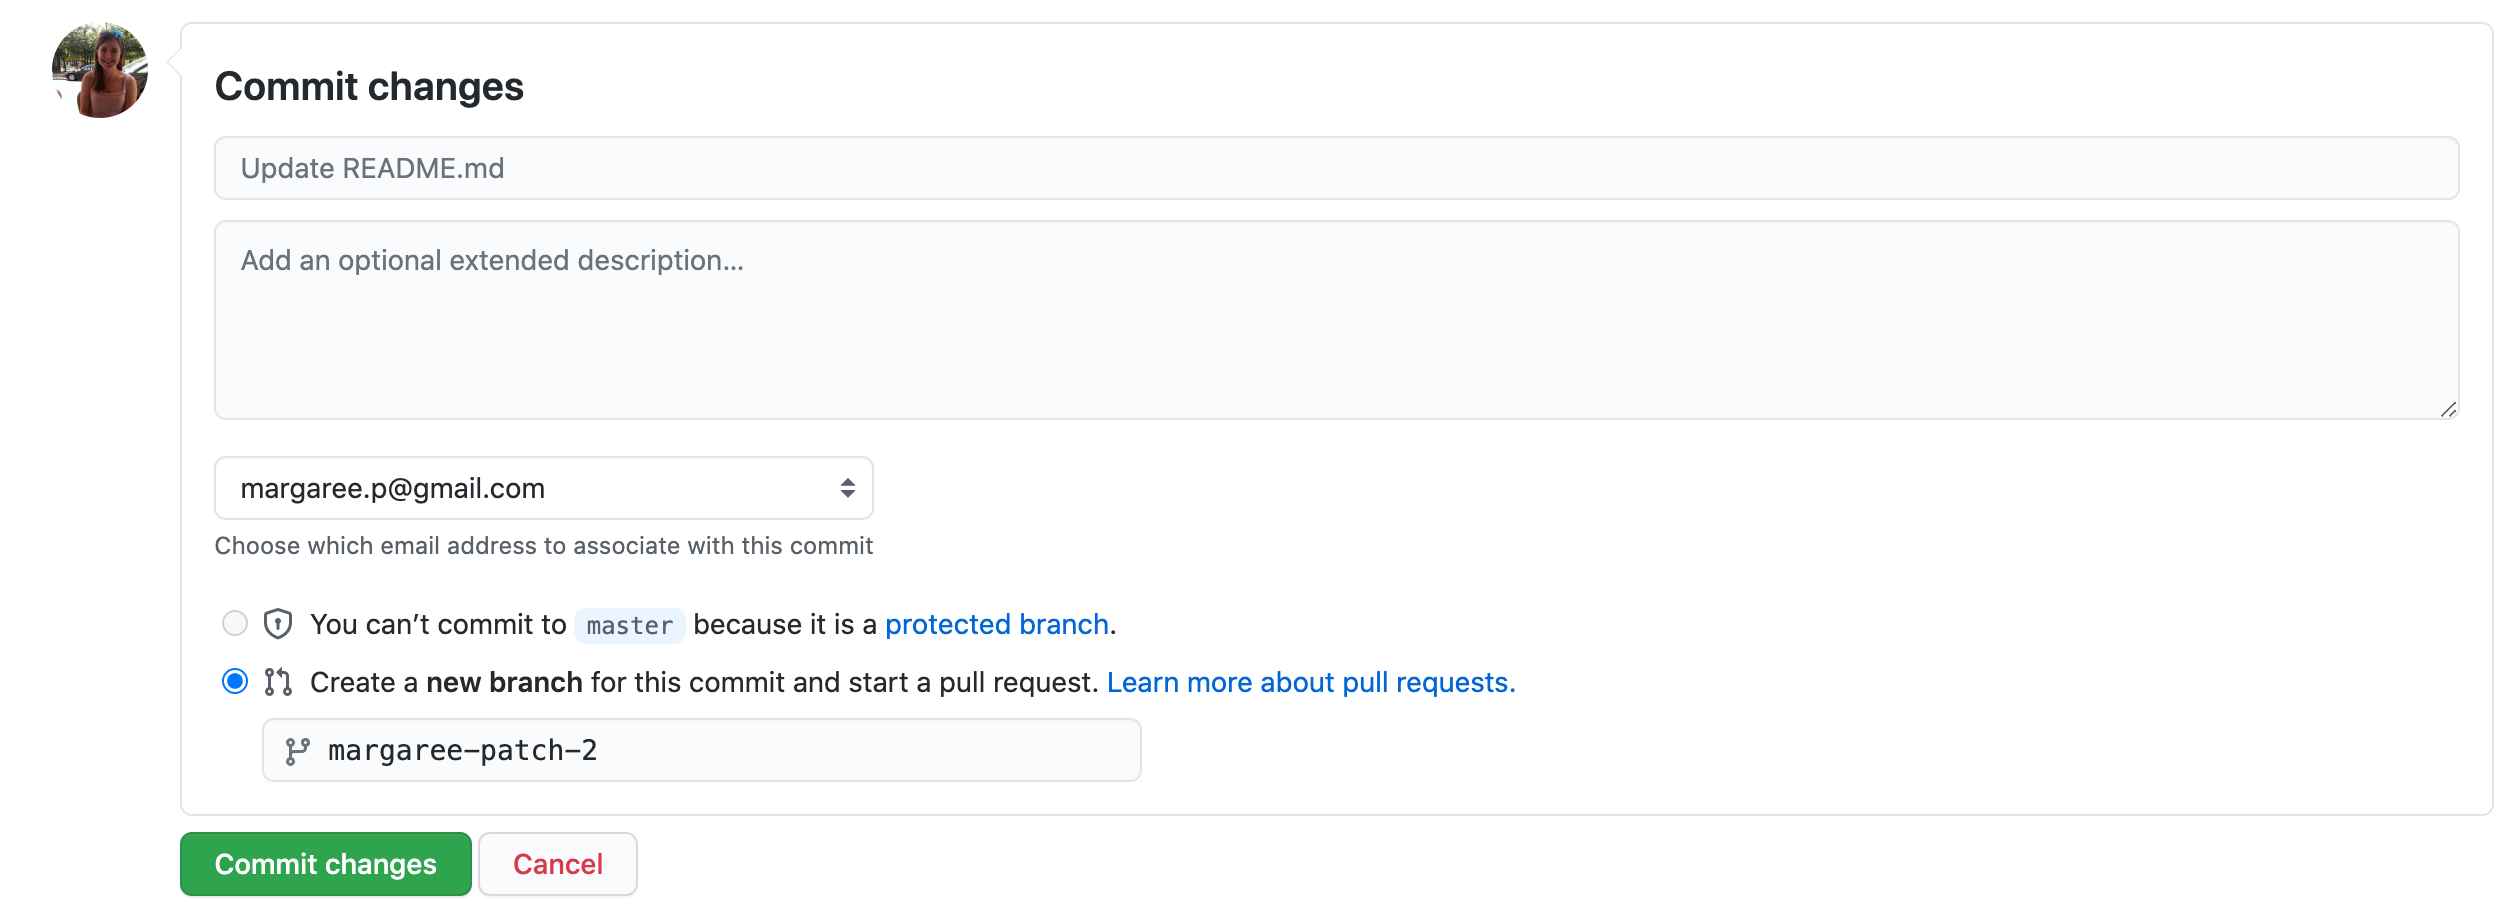 Commit changes
Update README.md
Add an optional extended description...
margaree.p@gmail.com
Choose which email address to associate with this commit
You can’t commit to master because it is a protected branch.
Create a new branch for this commit and start a pull request. Learn more about pull requests.
margaree-patch-2
Commit changes
Cancel